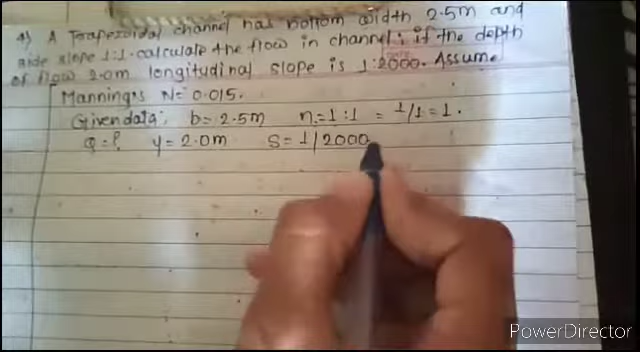 4) A Trapezoidal channel has bottom width 2.5m and
side slope 1:1. calculate the flow in channel; if the depth
of flow 2.0m longitudinal slope is 1:2000. Assume
Manning's N= 0.015.
Given data; b= 2.5m n=1:1 = 1/1 = 1.
Q=? y= 2.0m S= 1/2000
PowerDirector